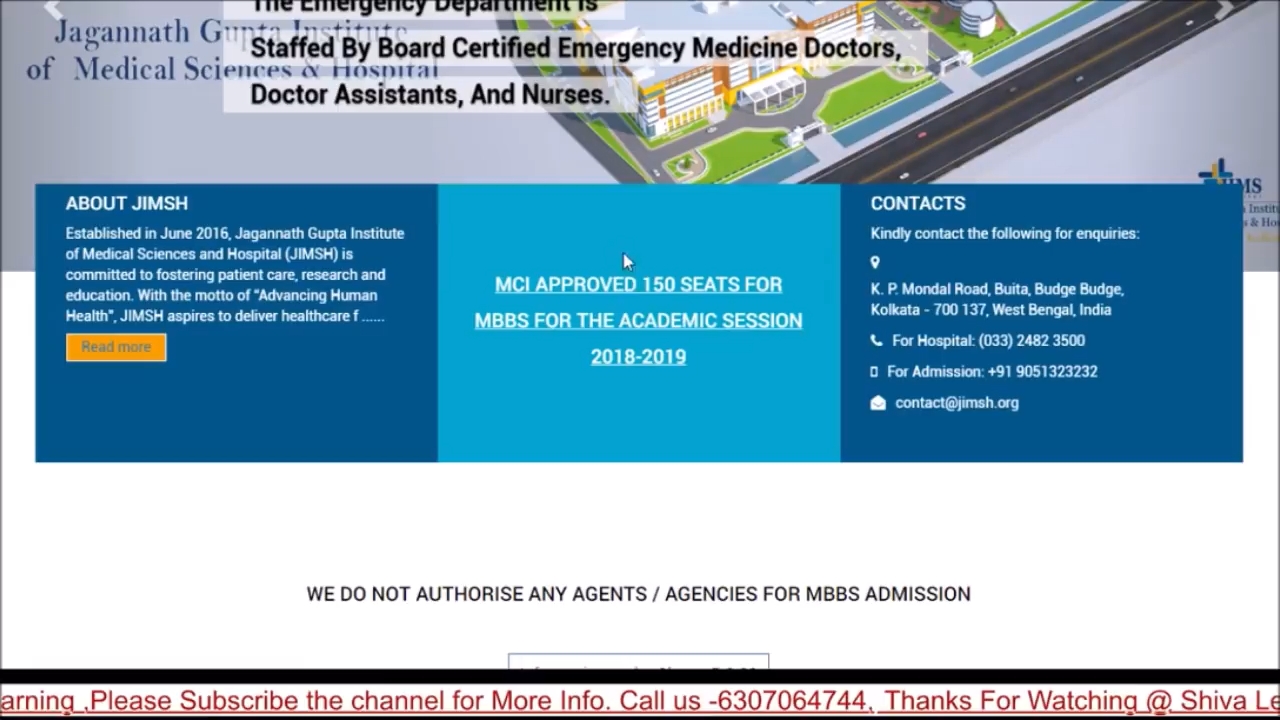 The Emergency Department Is
Jagannath Gupta Institute
of Medical Sciences & Hospital
Staffed By Board Certified Emergency Medicine Doctors,
Doctor Assistants, And Nurses.
ABOUT JIMSH
Established in June 2016, Jagannath Gupta Institute
of Medical Sciences and Hospital (JIMSH) is
committed to fostering patient care, research and
education. With the motto of "Advancing Human
Health", JIMSH aspires to deliver healthcare f ......
Read more
MCI APPROVED 150 SEATS FOR
MBBS FOR THE ACADEMIC SESSION
2018-2019
CONTACTS
Kindly contact the following for enquiries:
K. P. Mondal Road, Buita, Budge Budge,
Kolkata - 700 137, West Bengal, India
For Hospital: (033) 2482 3500
For Admission: +91 9051323232
contact@jimsh.org
WE DO NOT AUTHORISE ANY AGENTS / AGENCIES FOR MBBS ADMISSION
arning ,Please Subscribe the channel for More Info. Call us -6307064744, Thanks For Watching @ Shiva Le